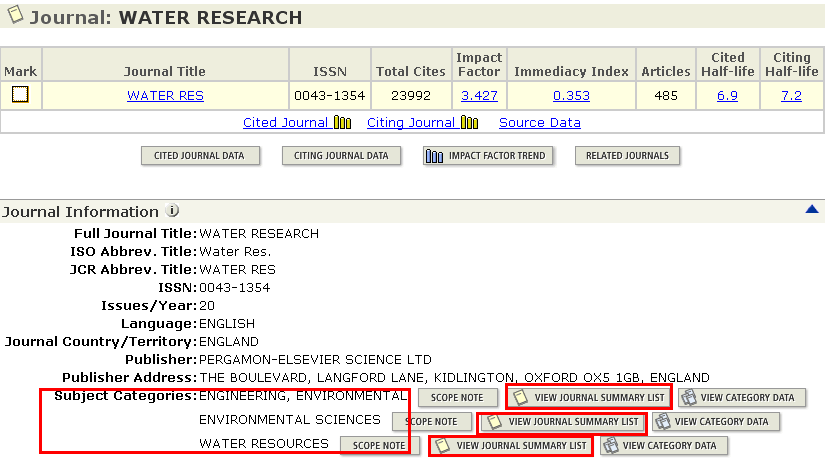 Journal: WATER RESEARCH
Mark Journal Title ISSN Total Cites Impact Factor Immediacy Index Articles Cited Half-life Citing Half-life
WATER RES 0043-1354 23992 3.427 0.353 485 6.9 7.2
Cited Journal Citing Journal Source Data
CITED JOURNAL DATA CITING JOURNAL DATA IMPACT FACTOR TREND RELATED JOURNALS
Journal Information i
Full Journal Title: WATER RESEARCH
ISO Abbrev. Title: Water Res.
JCR Abbrev. Title: WATER RES
ISSN: 0043-1354
Issues/Year: 20
Language: ENGLISH
Journal Country/Territory: ENGLAND
Publisher: PERGAMON-ELSEVIER SCIENCE LTD
Publisher Address: THE BOULEVARD, LANGFORD LANE, KIDLINGTON, OXFORD OX5 1GB, ENGLAND
Subject Categories: ENGINEERING, ENVIRONMENTAL SCOPE NOTE VIEW JOURNAL SUMMARY LIST VIEW CATEGORY DATA
ENVIRONMENTAL SCIENCES SCOPE NOTE VIEW JOURNAL SUMMARY LIST VIEW CATEGORY DATA
WATER RESOURCES SCOPE NOTE VIEW JOURNAL SUMMARY LIST VIEW CATEGORY DATA